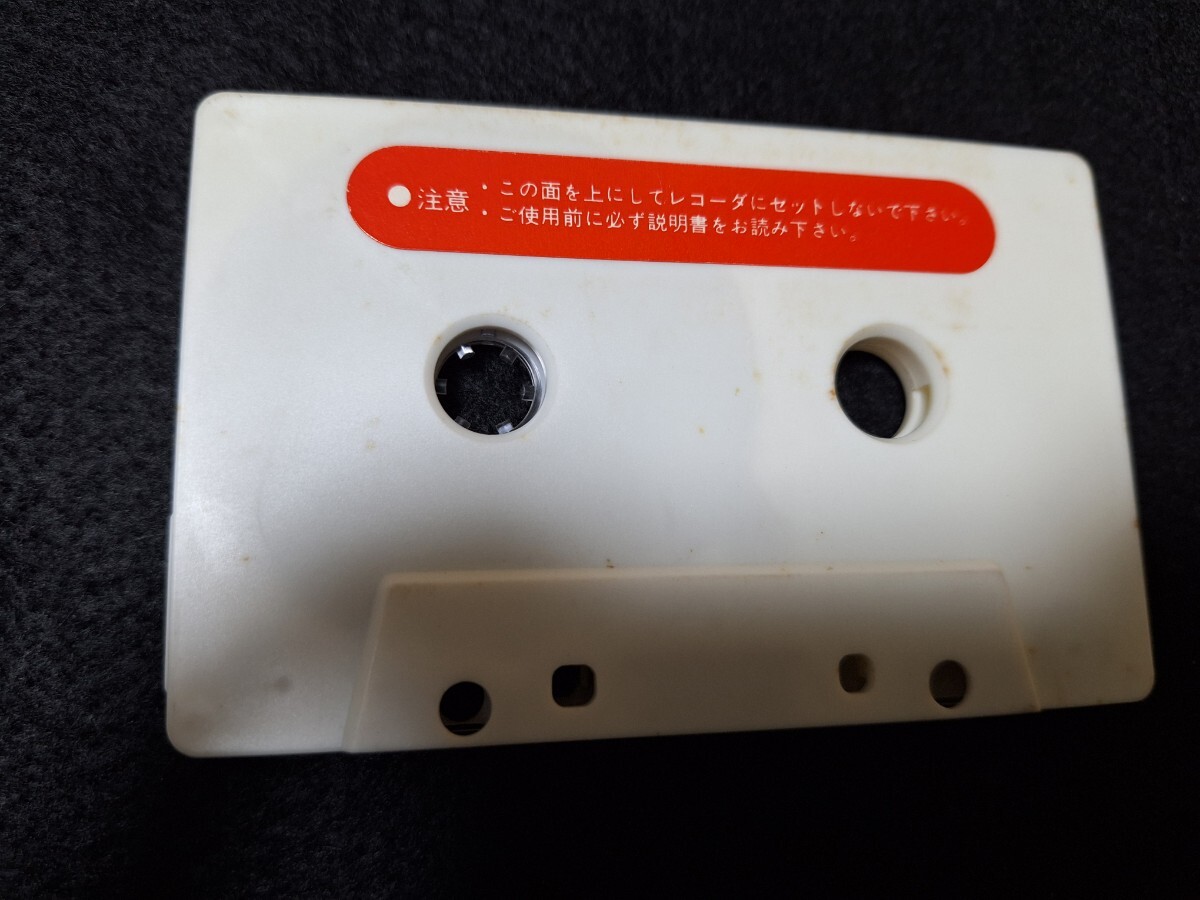 ●注意
・この面を上にしてレコーダにセットしないで下さい。
・ご使用前に必ず説明書をお読み下さい。